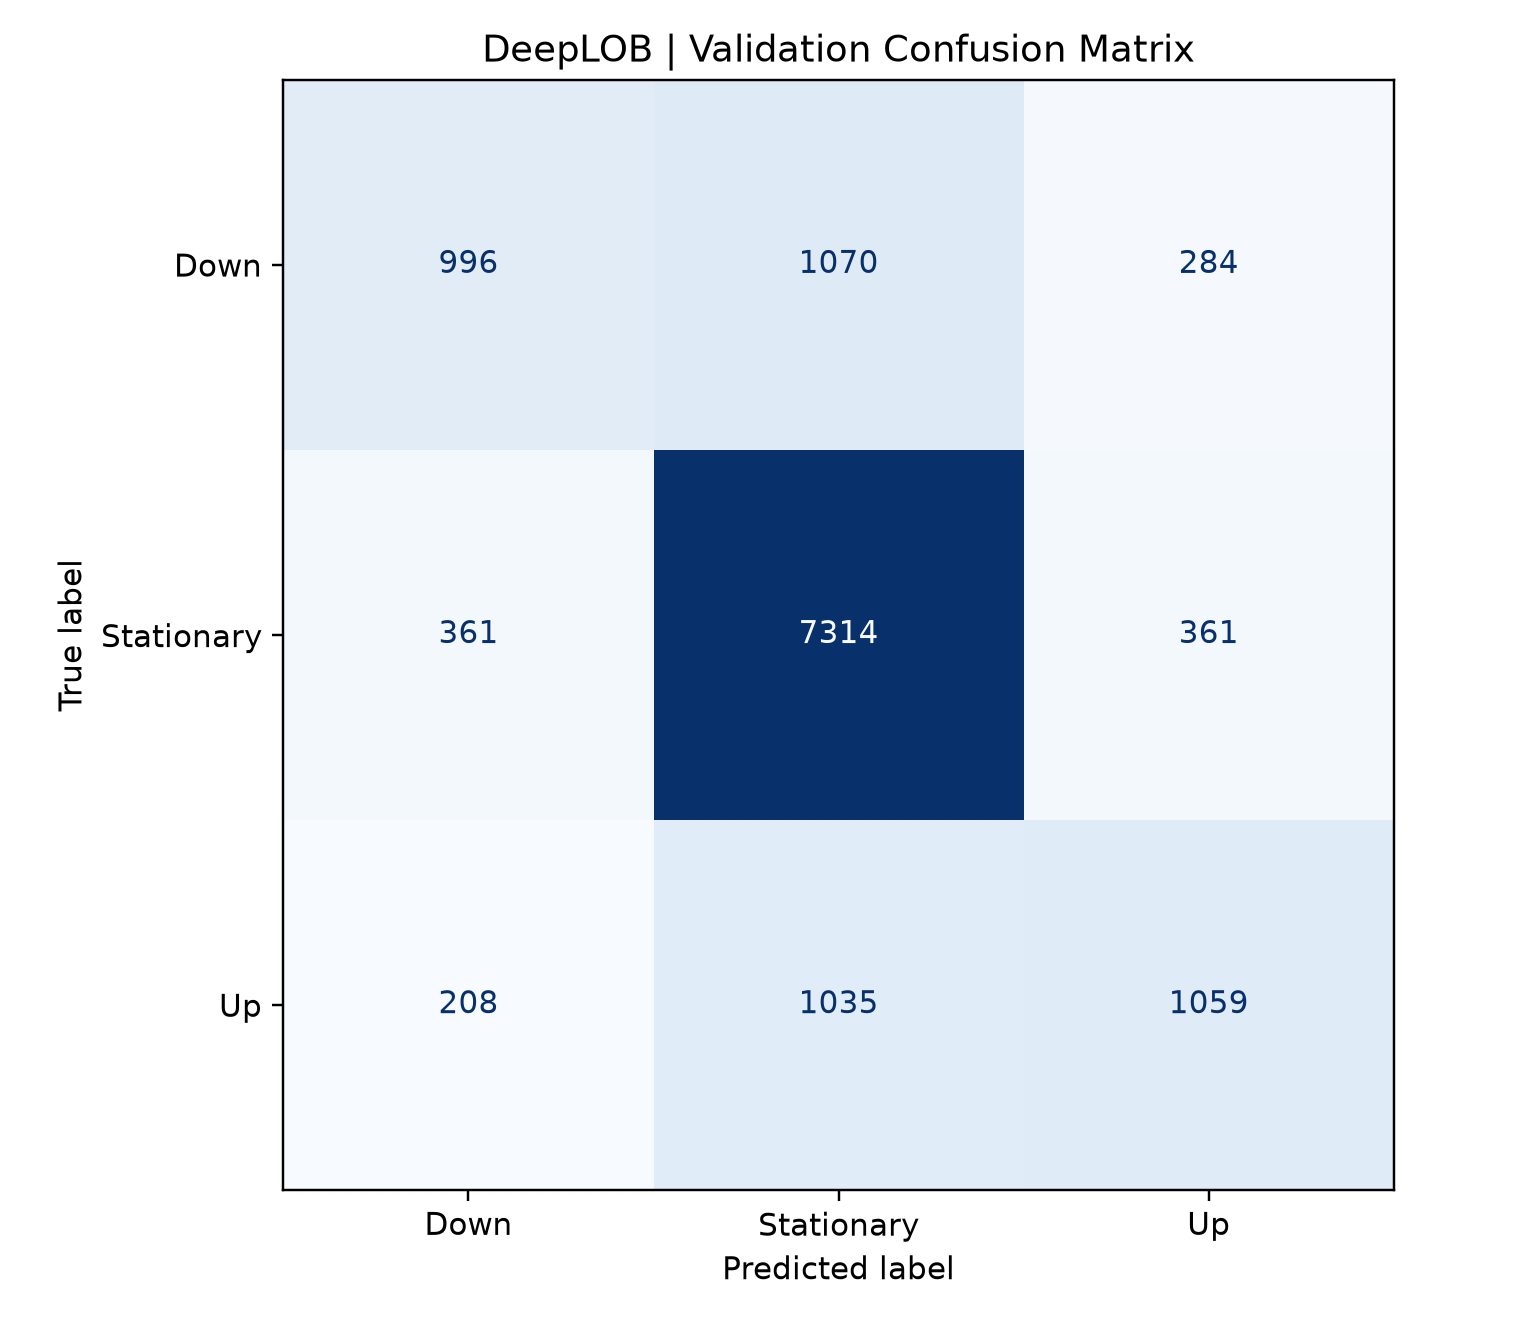 DeepLOB | Validation Confusion Matrix
Down 996 1070 284
Stationary 361 7314 361
Up 208 1035 1059
Down Stationary Up
Predicted label
True label